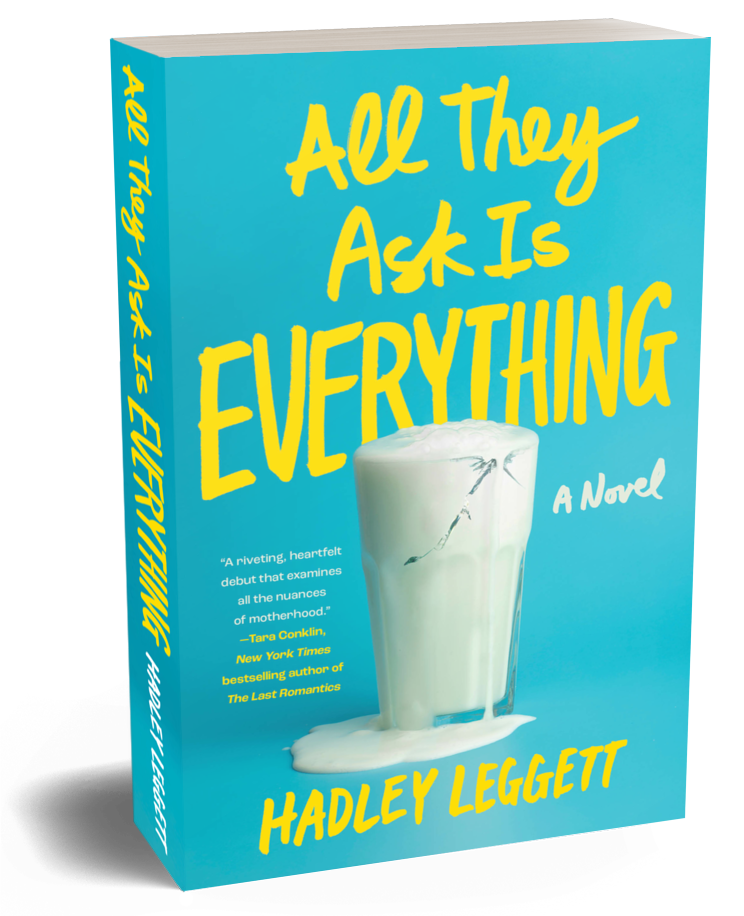 All They Ask Is EVERYTHING HADLEY LEGGETT
All They
Ask Is
EVERYTHING
A Novel
“A riveting, heartfelt
debut that examines
all the nuances
of motherhood.”
—Tara Conklin,
New York Times
bestselling author of
The Last Romantics
HADLEY LEGGETT